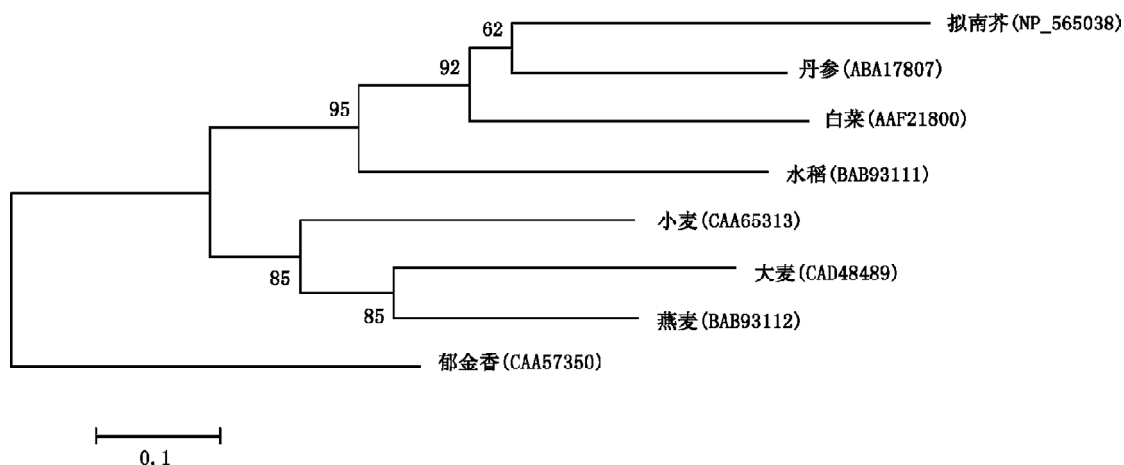 62
拟南芥(NP_565038)
92
丹参(ABA17807)
95
白菜(AAF21800)
水稻(BAB93111)
小麦(CAA65313)
85
大麦(CAD48489)
85
燕麦(BAB93112)
郁金香(CAA57350)
0.1